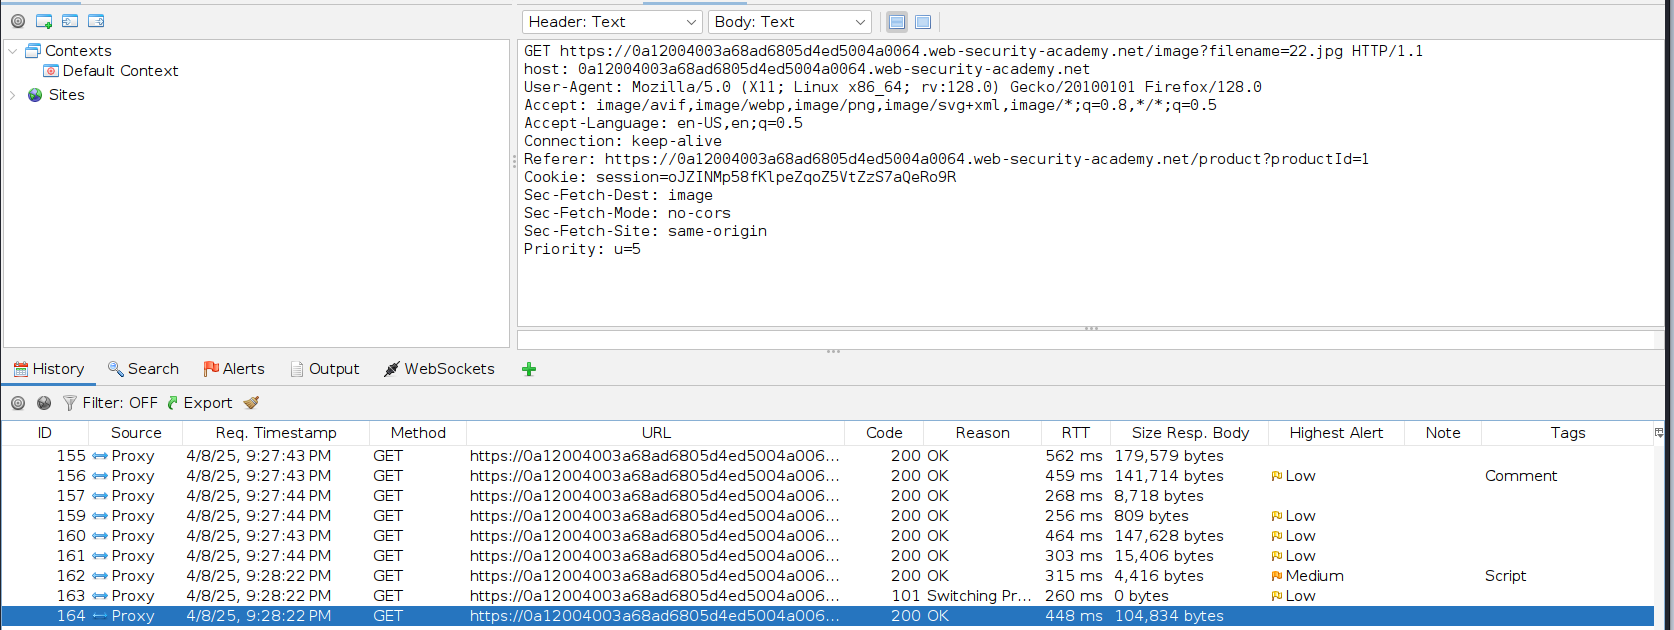 Header: Text Body: Text
Contexts
Default Context
Sites
GET https://0a12004003a68ad6805d4ed5004a0064.web-security-academy.net/image?filename=22.jpg HTTP/1.1
host: 0a12004003a68ad6805d4ed5004a0064.web-security-academy.net
User-Agent: Mozilla/5.0 (X11; Linux x86_64; rv:128.0) Gecko/20100101 Firefox/128.0
Accept: image/avif,image/webp,image/png,image/svg+xml,image/*;q=0.8,*/*;q=0.5
Accept-Language: en-US,en;q=0.5
Connection: keep-alive
Referer: https://0a12004003a68ad6805d4ed5004a0064.web-security-academy.net/product?productId=1
Cookie: session=oJZINMp58fKlpeZqoZ5VtZzS7aQeRo9R
Sec-Fetch-Dest: image
Sec-Fetch-Mode: no-cors
Sec-Fetch-Site: same-origin
Priority: u=5
History Search Alerts Output WebSockets
Filter: OFF Export
ID Source Req. Timestamp Method URL Code Reason RTT Size Resp. Body Highest Alert Note Tags
155 Proxy 4/8/25, 9:27:43 PM GET https://0a12004003a68ad6805d4ed5004a006... 200 OK 562 ms 179,579 bytes
156 Proxy 4/8/25, 9:27:43 PM GET https://0a12004003a68ad6805d4ed5004a006... 200 OK 459 ms 141,714 bytes Low Comment
157 Proxy 4/8/25, 9:27:44 PM GET https://0a12004003a68ad6805d4ed5004a006... 200 OK 268 ms 8,718 bytes
159 Proxy 4/8/25, 9:27:44 PM GET https://0a12004003a68ad6805d4ed5004a006... 200 OK 256 ms 809 bytes Low
160 Proxy 4/8/25, 9:27:43 PM GET https://0a12004003a68ad6805d4ed5004a006... 200 OK 464 ms 147,628 bytes Low
161 Proxy 4/8/25, 9:27:44 PM GET https://0a12004003a68ad6805d4ed5004a006... 200 OK 303 ms 15,406 bytes Low
162 Proxy 4/8/25, 9:28:22 PM GET https://0a12004003a68ad6805d4ed5004a006... 200 OK 315 ms 4,416 bytes Medium Script
163 Proxy 4/8/25, 9:28:22 PM GET https://0a12004003a68ad6805d4ed5004a006... 101 Switching Pr... 260 ms 0 bytes Low
164 Proxy 4/8/25, 9:28:22 PM GET https://0a12004003a68ad6805d4ed5004a006... 200 OK 448 ms 104,834 bytes